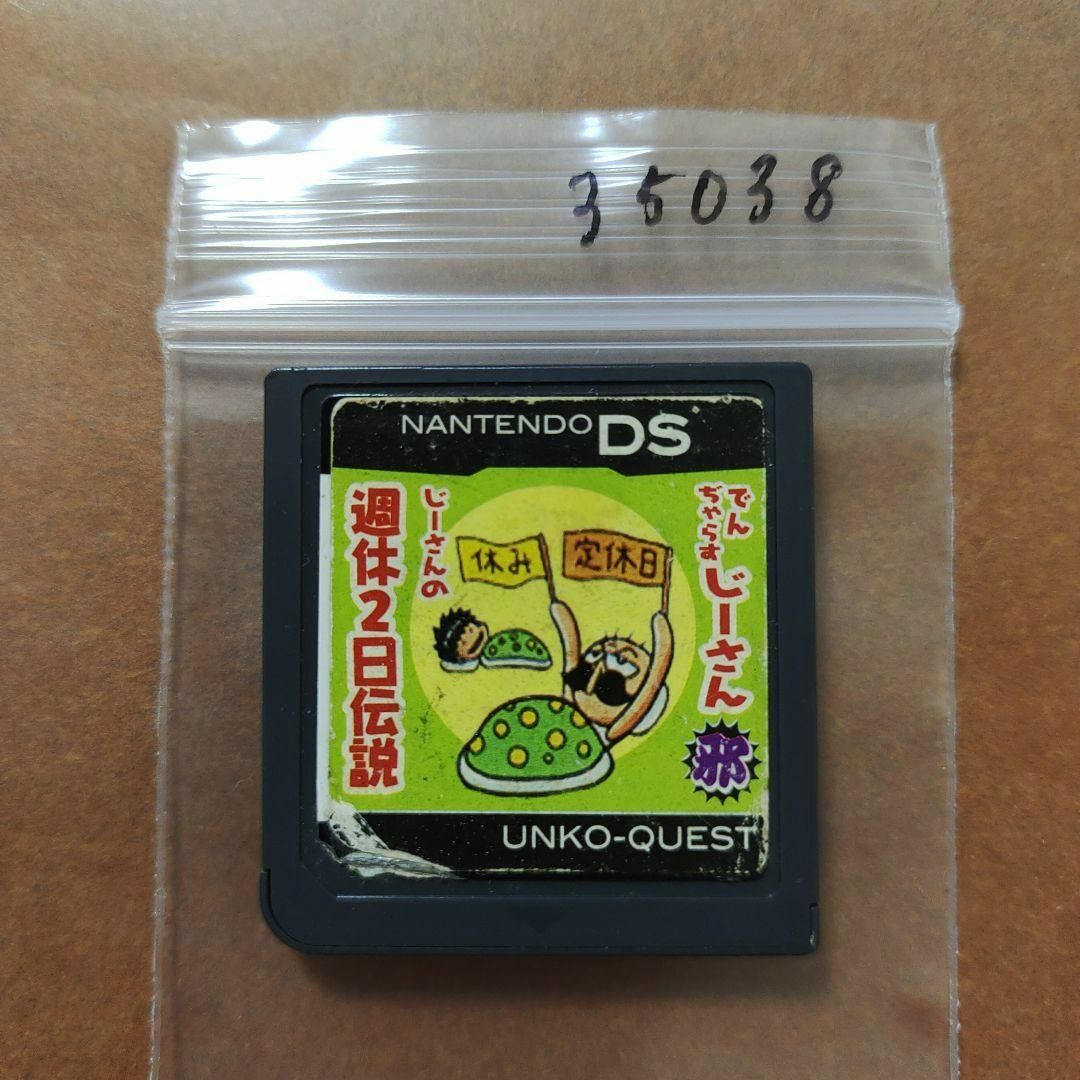 35038
NANTENDO DS
でん
ぢゃらす
じーさん
邪
じーさんの
週休2日伝説
休み
定休日
UNKO-QUEST